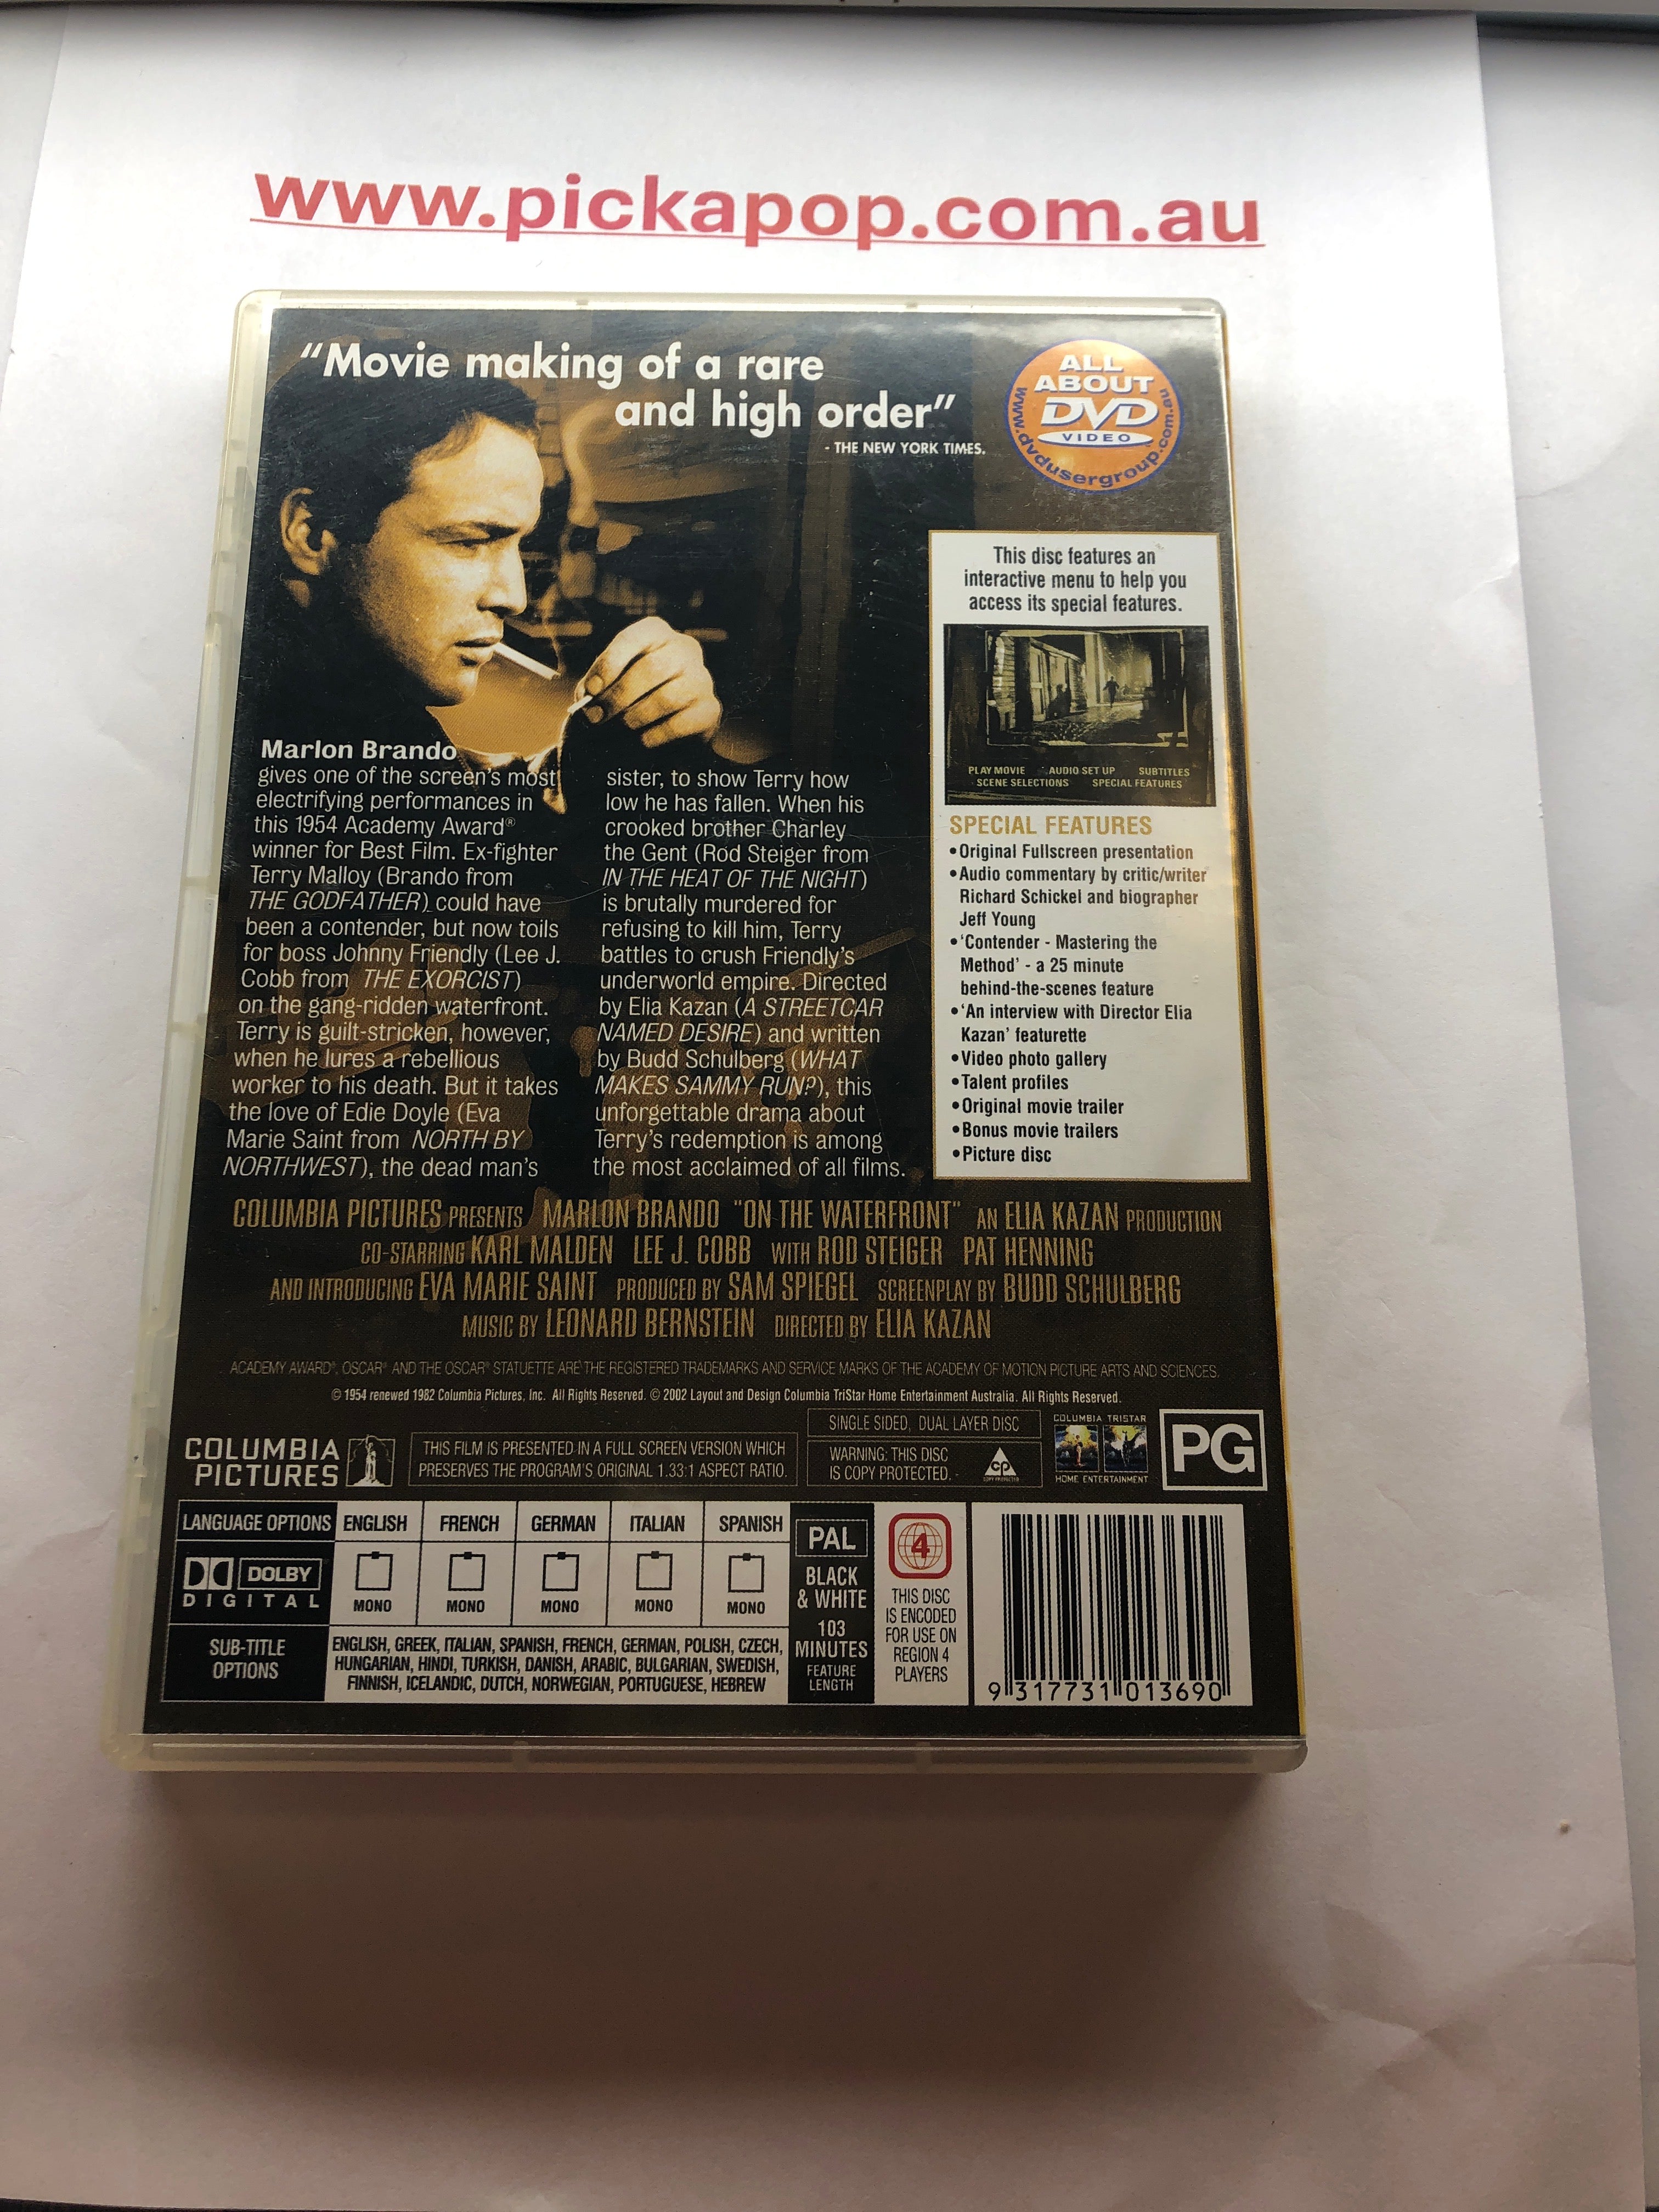 www.pickapop.com.au
"Movie making of a rare
and high order"
- THE NEW YORK TIMES.
ALL
ABOUT
DVD
VIDEO
www.dvdusergroup.com.au
This disc features an
interactive menu to help you
access its special features.
PLAY MOVIE AUDIO SET UP SUBTITLES
SCENE SELECTIONS SPECIAL FEATURES
Marlon Brando
gives one of the screen's most
electrifying performances in
this 1954 Academy Award®
winner for Best Film. Ex-fighter
Terry Malloy (Brando from
THE GODFATHER) could have
been a contender, but now toils
for boss Johnny Friendly (Lee J.
Cobb from THE EXORCIST)
on the gang-ridden waterfront.
Terry is guilt-stricken, however,
when he lures a rebellious
worker to his death. But it takes
the love of Edie Doyle (Eva
Marie Saint from NORTH BY
NORTHWEST), the dead man's
sister, to show Terry how
low he has fallen. When his
crooked brother Charley
the Gent (Rod Steiger from
IN THE HEAT OF THE NIGHT)
is brutally murdered for
refusing to kill him, Terry
battles to crush Friendly's
underworld empire. Directed
by Elia Kazan (A STREETCAR
NAMED DESIRE) and written
by Budd Schulberg (WHAT
MAKES SAMMY RUN?), this
unforgettable drama about
Terry's redemption is among
the most acclaimed of all films.
SPECIAL FEATURES
•Original Fullscreen presentation
•Audio commentary by critic/writer
Richard Schickel and biographer
Jeff Young
•'Contender - Mastering the
Method' - a 25 minute
behind-the-scenes feature
•'An interview with Director Elia
Kazan' featurette
•Video photo gallery
•Talent profiles
•Original movie trailer
•Bonus movie trailers
•Picture disc
COLUMBIA PICTURES PRESENTS MARLON BRANDO "ON THE WATERFRONT" AN ELIA KAZAN PRODUCTION
CO-STARRING KARL MALDEN LEE J. COBB WITH ROD STEIGER PAT HENNING
AND INTRODUCING EVA MARIE SAINT PRODUCED BY SAM SPIEGEL SCREENPLAY BY BUDD SCHULBERG
MUSIC BY LEONARD BERNSTEIN DIRECTED BY ELIA KAZAN
ACADEMY AWARD®, OSCAR® AND THE OSCAR® STATUETTE ARE THE REGISTERED TRADEMARKS AND SERVICE MARKS OF THE ACADEMY OF MOTION PICTURE ARTS AND SCIENCES.
© 1954 renewed 1982 Columbia Pictures, Inc. All Rights Reserved. © 2002 Layout and Design Columbia TriStar Home Entertainment Australia. All Rights Reserved.
COLUMBIA
PICTURES
THIS FILM IS PRESENTED IN A FULL SCREEN VERSION WHICH
PRESERVES THE PROGRAM'S ORIGINAL 1.33:1 ASPECT RATIO.
SINGLE SIDED, DUAL LAYER DISC
WARNING: THIS DISC
IS COPY PROTECTED.
CP
COPY PROTECTED
COLUMBIA TRISTAR
HOME ENTERTAINMENT
PG
LANGUAGE OPTIONS ENGLISH FRENCH GERMAN ITALIAN SPANISH
DOLBY
DIGITAL
MONO MONO MONO MONO MONO
SUB-TITLE
OPTIONS
ENGLISH, GREEK, ITALIAN, SPANISH, FRENCH, GERMAN, POLISH, CZECH,
HUNGARIAN, HINDI, TURKISH, DANISH, ARABIC, BULGARIAN, SWEDISH,
FINNISH, ICELANDIC, DUTCH, NORWEGIAN, PORTUGUESE, HEBREW
PAL
BLACK
& WHITE
103
MINUTES
FEATURE
LENGTH
4
THIS DISC
IS ENCODED
FOR USE ON
REGION 4
PLAYERS
9 317731 013690